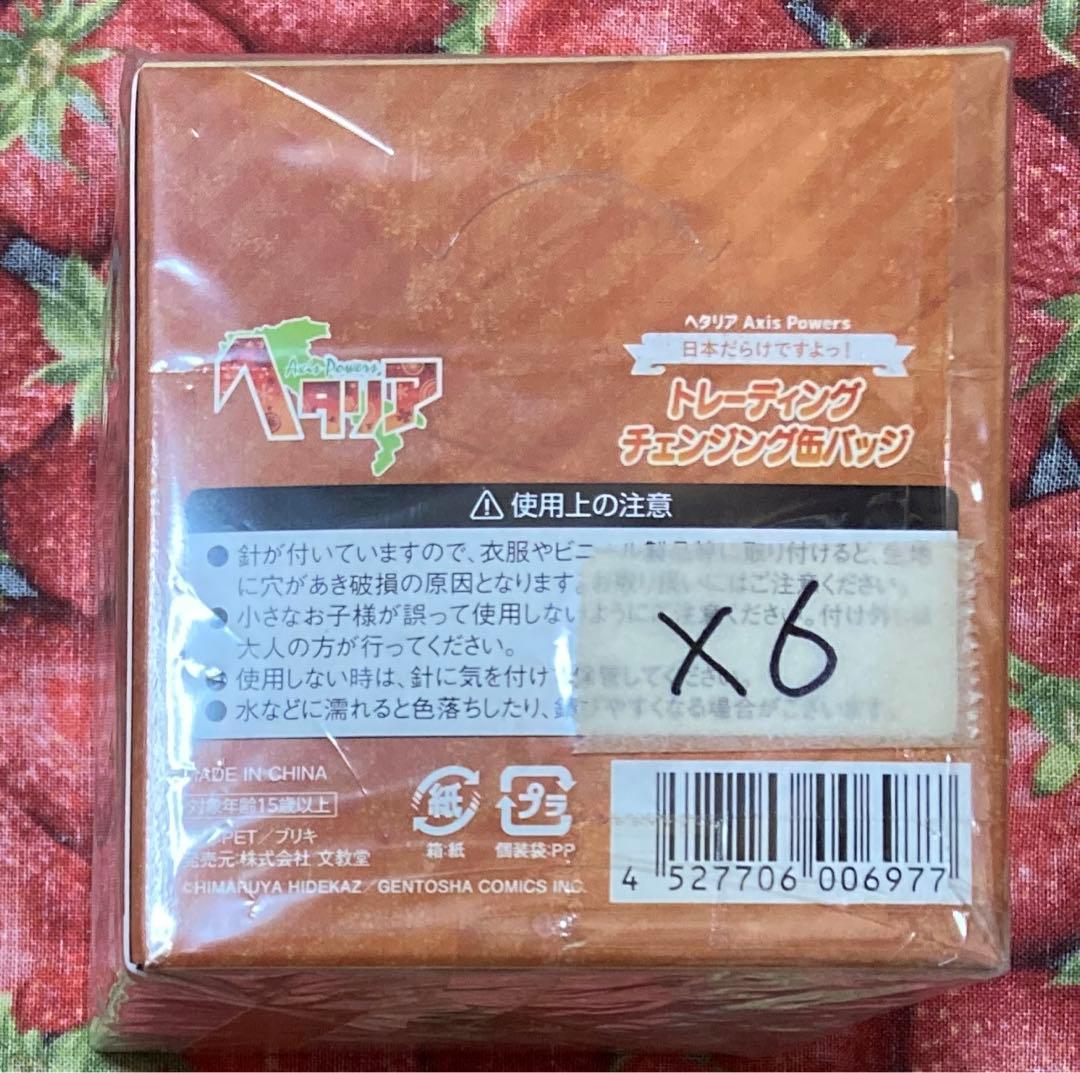 Axis Powers
ヘタリア
ヘタリア Axis Powers
日本だらけですよっ!
トレーディング
チェンジング缶バッジ
使用上の注意
● 針が付いていますので、衣服やビニール製品等に取り付けると、生地
に穴があき破損の原因となります。お取り扱いにはご注意ください。
● 小さなお子様が誤って使用しないようにご注意ください。付け外しは
大人の方が行ってください。
● 使用しない時は、針に気を付けて保管してください。
● 水などに濡れると色落ちしたり、錆びやすくなる場合がございます。
×6
MADE IN CHINA
対象年齢15歳以上
PET/ブリキ
発売元:株式会社 文教堂
©HIMARUYA HIDEKAZ/GENTOSHA COMICS INC.
紙
箱:紙
プラ
個装袋:PP
4 527706 006977